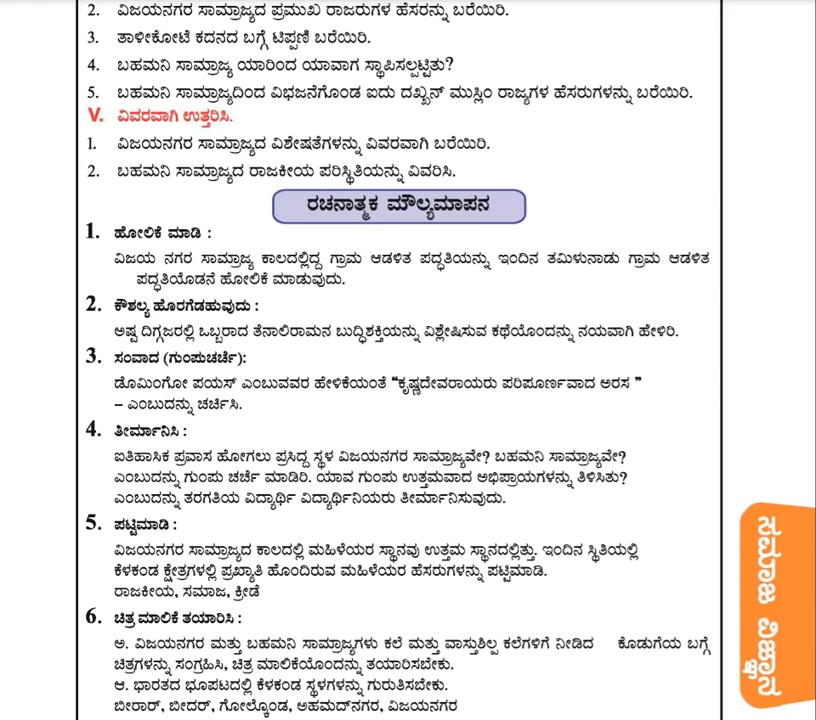 2. ವಿಜಯನಗರ ಸಾಮ್ರಾಜ್ಯದ ಪ್ರಮುಖ ರಾಜರುಗಳ ಹೆಸರನ್ನು ಬರೆಯಿರಿ.
3. ತಾಳೀಕೋಟೆ ಕದನದ ಬಗ್ಗೆ ಟಿಪ್ಪಣಿ ಬರೆಯಿರಿ.
4. ಬಹಮನಿ ಸಾಮ್ರಾಜ್ಯ ಯಾರಿಂದ ಯಾವಾಗ ಸ್ಥಾಪಿಸಲ್ಪಟ್ಟಿತು?
5. ಬಹಮನಿ ಸಾಮ್ರಾಜ್ಯದಿಂದ ವಿಭಜನೆಗೊಂಡ ಐದು ದಖ್ಖನ್ ಮುಸ್ಲಿಂ ರಾಜ್ಯಗಳ ಹೆಸರುಗಳನ್ನು ಬರೆಯಿರಿ.
V. ವಿವರವಾಗಿ ಉತ್ತರಿಸಿ.
1. ವಿಜಯನಗರ ಸಾಮ್ರಾಜ್ಯದ ವಿಶೇಷತೆಗಳನ್ನು ವಿವರವಾಗಿ ಬರೆಯಿರಿ.
2. ಬಹಮನಿ ಸಾಮ್ರಾಜ್ಯದ ರಾಜಕೀಯ ಪರಿಸ್ಥಿತಿಯನ್ನು ವಿವರಿಸಿ.
ರಚನಾತ್ಮಕ ಮೌಲ್ಯಮಾಪನ
1. ಹೋಲಿಕೆ ಮಾಡಿ :
ವಿಜಯ ನಗರ ಸಾಮ್ರಾಜ್ಯ ಕಾಲದಲ್ಲಿದ್ದ ಗ್ರಾಮ ಆಡಳಿತ ಪದ್ಧತಿಯನ್ನು ಇಂದಿನ ತಮಿಳುನಾಡು ಗ್ರಾಮ ಆಡಳಿತ
ಪದ್ಧತಿಯೊಡನೆ ಹೋಲಿಕೆ ಮಾಡುವುದು.
2. ಕೌಶಲ್ಯ ಹೊರಗೆಡಹುವುದು :
ಅಷ್ಟ ದಿಗ್ಗಜರಲ್ಲಿ ಒಬ್ಬರಾದ ತೆನಾಲಿರಾಮನ ಬುದ್ಧಿಶಕ್ತಿಯನ್ನು ವಿಶ್ಲೇಷಿಸುವ ಕಥೆಯೊಂದನ್ನು ನಯವಾಗಿ ಹೇಳಿರಿ.
3. ಸಂವಾದ (ಗುಂಪುಚರ್ಚೆ):
ಡೊಮಿಂಗೋ ಪಯಸ್ ಎಂಬುವವರ ಹೇಳಿಕೆಯಂತೆ “ಕೃಷ್ಣದೇವರಾಯರು ಪರಿಪೂರ್ಣವಾದ ಅರಸ ”
– ಎಂಬುದನ್ನು ಚರ್ಚಿಸಿ.
4. ತೀರ್ಮಾನಿಸಿ :
ಐತಿಹಾಸಿಕ ಪ್ರವಾಸ ಹೋಗಲು ಪ್ರಸಿದ್ದ ಸ್ಥಳ ವಿಜಯನಗರ ಸಾಮ್ರಾಜ್ಯವೇ? ಬಹಮನಿ ಸಾಮ್ರಾಜ್ಯವೇ?
ಎಂಬುದನ್ನು ಗುಂಪು ಚರ್ಚೆ ಮಾಡಿರಿ. ಯಾವ ಗುಂಪು ಉತ್ತಮವಾದ ಅಭಿಪ್ರಾಯಗಳನ್ನು ತಿಳಿಸಿತು?
ಎಂಬುದನ್ನು ತರಗತಿಯ ವಿದ್ಯಾರ್ಥಿ ವಿದ್ಯಾರ್ಥಿನಿಯರು ತೀರ್ಮಾನಿಸುವುದು.
5. ಪಟ್ಟಿಮಾಡಿ :
ವಿಜಯನಗರ ಸಾಮ್ರಾಜ್ಯದ ಕಾಲದಲ್ಲಿ ಮಹಿಳೆಯರ ಸ್ಥಾನವು ಉತ್ತಮ ಸ್ಥಾನದಲ್ಲಿತ್ತು. ಇಂದಿನ ಸ್ಥಿತಿಯಲ್ಲಿ
ಕೆಳಕಂಡ ಕ್ಷೇತ್ರಗಳಲ್ಲಿ ಪ್ರಖ್ಯಾತಿ ಹೊಂದಿರುವ ಮಹಿಳೆಯರ ಹೆಸರುಗಳನ್ನು ಪಟ್ಟಿಮಾಡಿ.
ರಾಜಕೀಯ, ಸಮಾಜ, ಕ್ರೀಡೆ
6. ಚಿತ್ರ ಮಾಲಿಕೆ ತಯಾರಿಸಿ :
ಅ. ವಿಜಯನಗರ ಮತ್ತು ಬಹಮನಿ ಸಾಮ್ರಾಜ್ಯಗಳು ಕಲೆ ಮತ್ತು ವಾಸ್ತುಶಿಲ್ಪ ಕಲೆಗಳಿಗೆ ನೀಡಿದ ಕೊಡುಗೆಯ ಬಗ್ಗೆ
ಚಿತ್ರಗಳನ್ನು ಸಂಗ್ರಹಿಸಿ, ಚಿತ್ರ ಮಾಲಿಕೆಯೊಂದನ್ನು ತಯಾರಿಸಬೇಕು.
ಆ. ಭಾರತದ ಭೂಪಟದಲ್ಲಿ ಕೆಳಕಂಡ ಸ್ಥಳಗಳನ್ನು ಗುರುತಿಸಬೇಕು.
ಬೀರಾರ್, ಬೀದರ್, ಗೋಲ್ಕೊಂಡ, ಅಹಮದ್‌ನಗರ, ವಿಜಯನಗರ
ಸಮಾಜ ವಿಜ್ಞಾನ